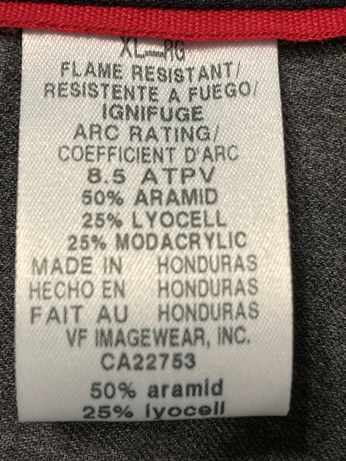 XL RG
FLAME RESISTANT/
RESISTENTE A FUEGO/
IGNIFUGE
ARC RATING/
COEFFICIENT D'ARC
8.5 ATPV
50% ARAMID
25% LYOCELL
25% MODACRYLIC
MADE IN HONDURAS
HECHO EN HONDURAS
FAIT AU HONDURAS
VF IMAGEWEAR, INC.
CA22753
50% aramid
25% lyocell